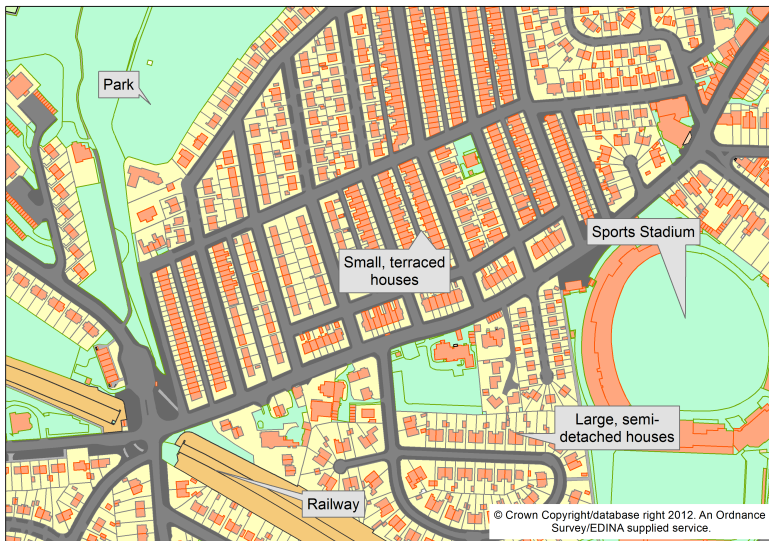 Park
Sports Stadium
Small, terraced
houses
Large, semi-
detached houses
Railway
© Crown Copyright/database right 2012. An Ordnance
Survey/EDINA supplied service.